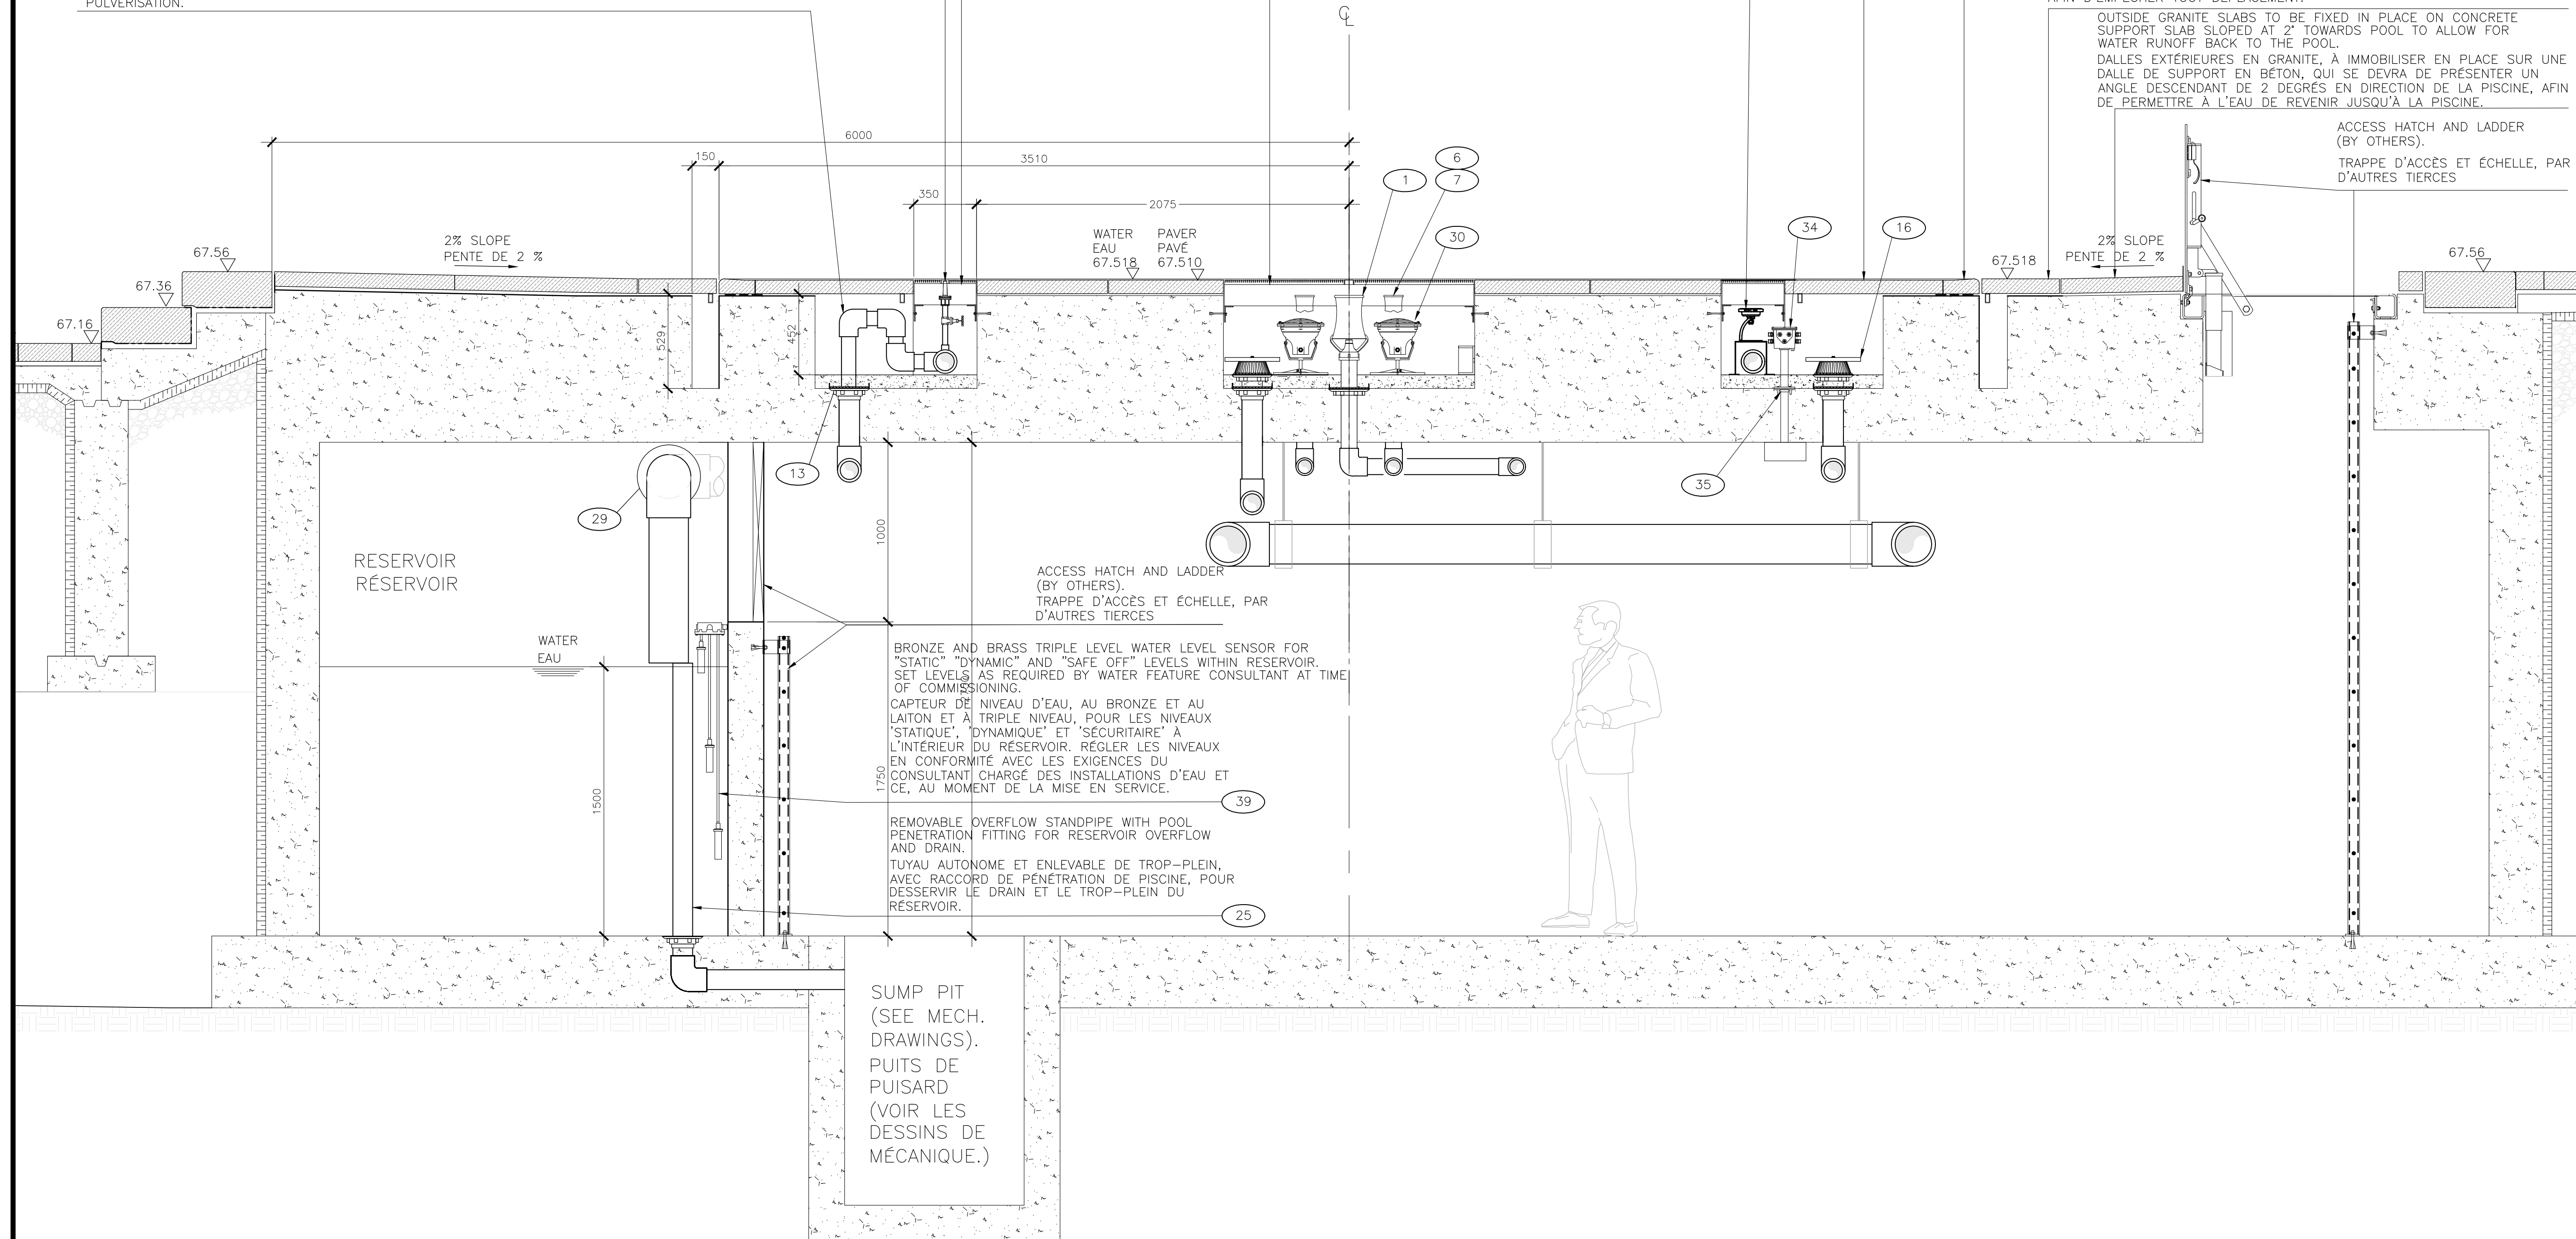 PULVÉRISATION.
OUTSIDE GRANITE SLABS TO BE FIXED IN PLACE ON CONCRETE
SUPPORT SLAB SLOPED AT 2° TOWARDS POOL TO ALLOW FOR
WATER RUNOFF BACK TO THE POOL.
DALLES EXTÉRIEURES EN GRANITE, À IMMOBILISER EN PLACE SUR UNE
DALLE DE SUPPORT EN BÉTON, QUI SE DEVRA DE PRÉSENTER UN
ANGLE DESCENDANT DE 2 DEGRÉS EN DIRECTION DE LA PISCINE, AFIN
DE PERMETTRE À L'EAU DE REVENIR JUSQU'À LA PISCINE.
ACCESS HATCH AND LADDER
(BY OTHERS).
TRAPPE D'ACCÈS ET ÉCHELLE, PAR
D'AUTRES TIERCES
6000
150
3510
350
2075
6
7
1
30
34
16
WATER
EAU
67.518
PAVER
PAVÉ
67.510
2% SLOPE
PENTE DE 2 %
67.56
67.36
67.16
67.518
2% SLOPE
PENTE DE 2 %
67.56
529
452
13
35
29
1000
RESERVOIR
RÉSERVOIR
WATER
EAU
1500
1750
ACCESS HATCH AND LADDER
(BY OTHERS).
TRAPPE D'ACCÈS ET ÉCHELLE, PAR
D'AUTRES TIERCES
BRONZE AND BRASS TRIPLE LEVEL WATER LEVEL SENSOR FOR
"STATIC" "DYNAMIC" AND "SAFE OFF" LEVELS WITHIN RESERVOIR.
SET LEVELS AS REQUIRED BY WATER FEATURE CONSULTANT AT TIME
OF COMMISSIONING.
CAPTEUR DE NIVEAU D'EAU, AU BRONZE ET AU
LAITON ET À TRIPLE NIVEAU, POUR LES NIVEAUX
'STATIQUE', 'DYNAMIQUE' ET 'SÉCURITAIRE' À
L'INTÉRIEUR DU RÉSERVOIR. RÉGLER LES NIVEAUX
EN CONFORMITÉ AVEC LES EXIGENCES DU
CONSULTANT CHARGÉ DES INSTALLATIONS D'EAU ET
CE, AU MOMENT DE LA MISE EN SERVICE.
39
REMOVABLE OVERFLOW STANDPIPE WITH POOL
PENETRATION FITTING FOR RESERVOIR OVERFLOW
AND DRAIN.
TUYAU AUTONOME ET ENLEVABLE DE TROP-PLEIN,
AVEC RACCORD DE PÉNÉTRATION DE PISCINE, POUR
DESSERVIR LE DRAIN ET LE TROP-PLEIN DU
RÉSERVOIR.
25
SUMP PIT
(SEE MECH.
DRAWINGS).
PUITS DE
PUISARD
(VOIR LES
DESSINS DE
MÉCANIQUE.)